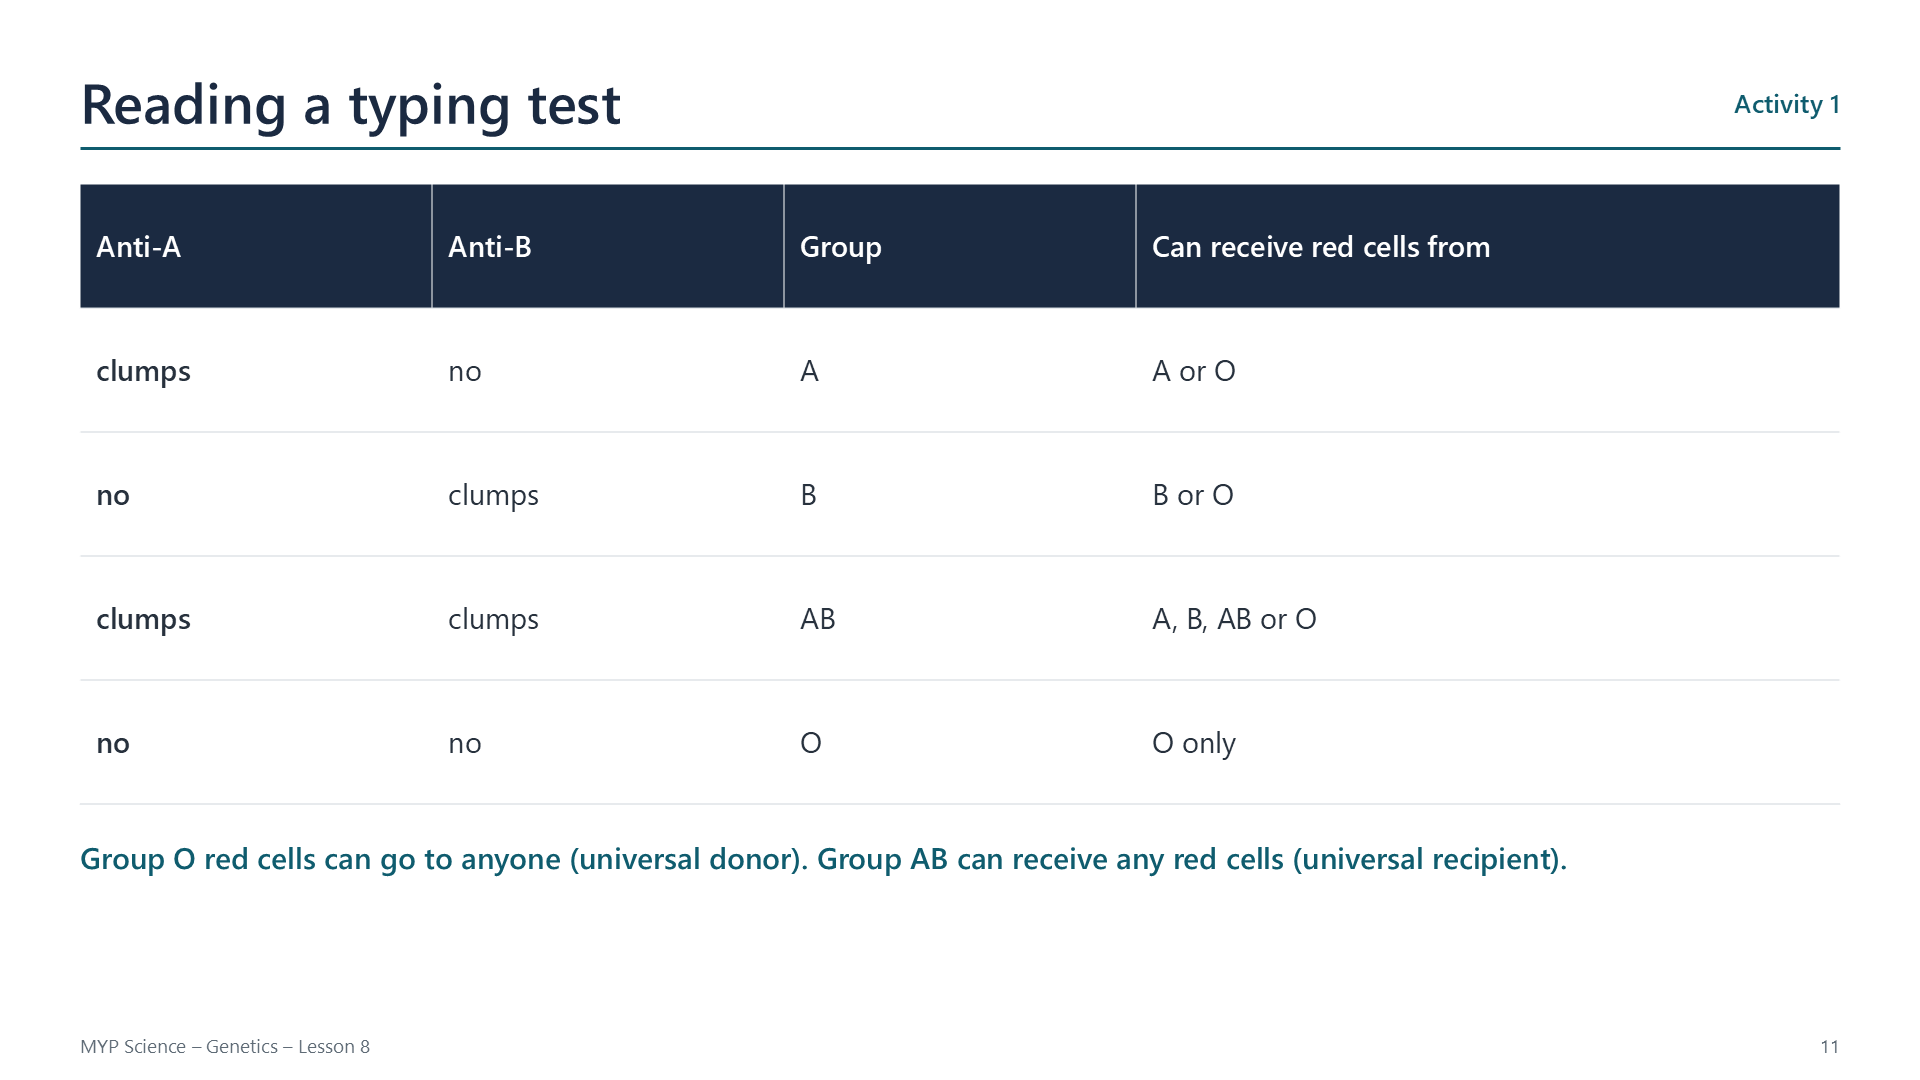 Reading a typing test
Activity 1
Anti-A Anti-B Group Can receive red cells from
clumps no A A or O
no clumps B B or O
clumps clumps AB A, B, AB or O
no no O O only
Group O red cells can go to anyone (universal donor). Group AB can receive any red cells (universal recipient).
MYP Science – Genetics – Lesson 8
11